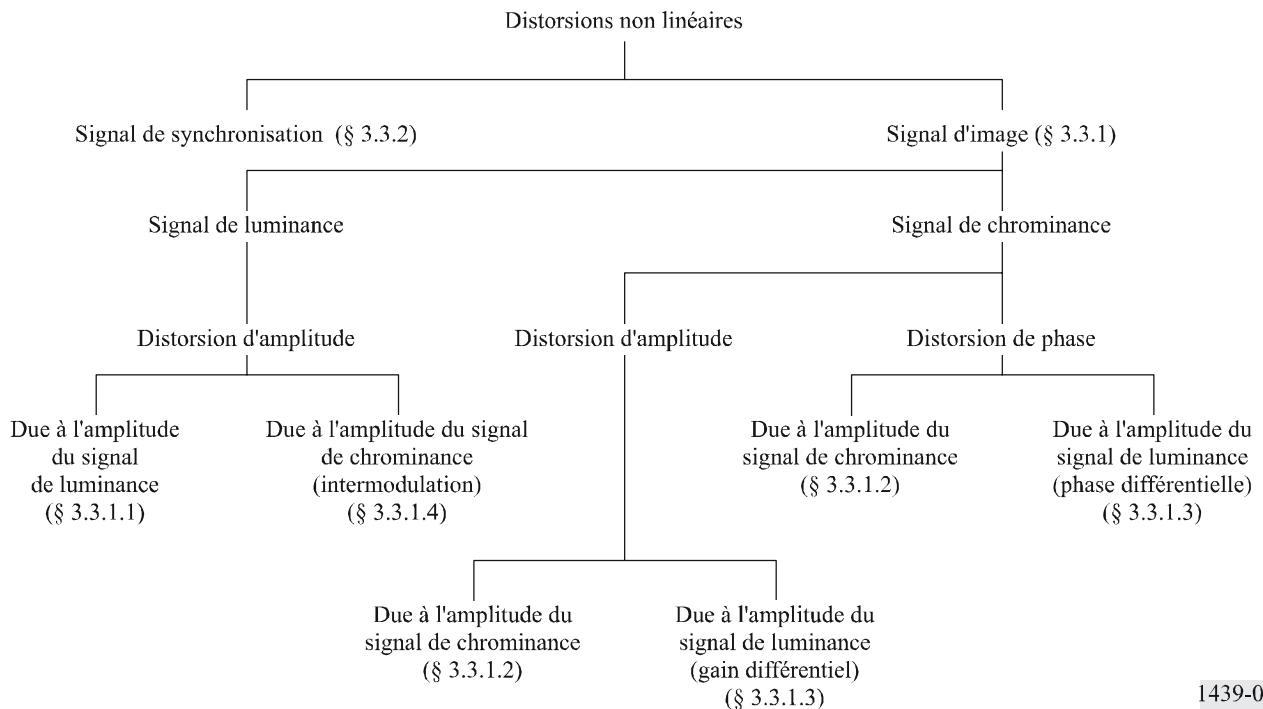 Distorsions non linéaires
Signal de synchronisation (§ 3.3.2)
Signal d'image (§ 3.3.1)
Signal de luminance
Signal de chrominance
Distorsion d'amplitude
Distorsion d'amplitude
Distorsion de phase
Due à l'amplitude
du signal
de luminance
(§ 3.3.1.1)
Due à l'amplitude du signal
de chrominance
(intermodulation)
(§ 3.3.1.4)
Due à l'amplitude du
signal de chrominance
(§ 3.3.1.2)
Due à l'amplitude du
signal de luminance
(phase différentielle)
(§ 3.3.1.3)
Due à l'amplitude du
signal de chrominance
(§ 3.3.1.2)
Due à l'amplitude du
signal de luminance
(gain différentiel)
(§ 3.3.1.3)
1439-0